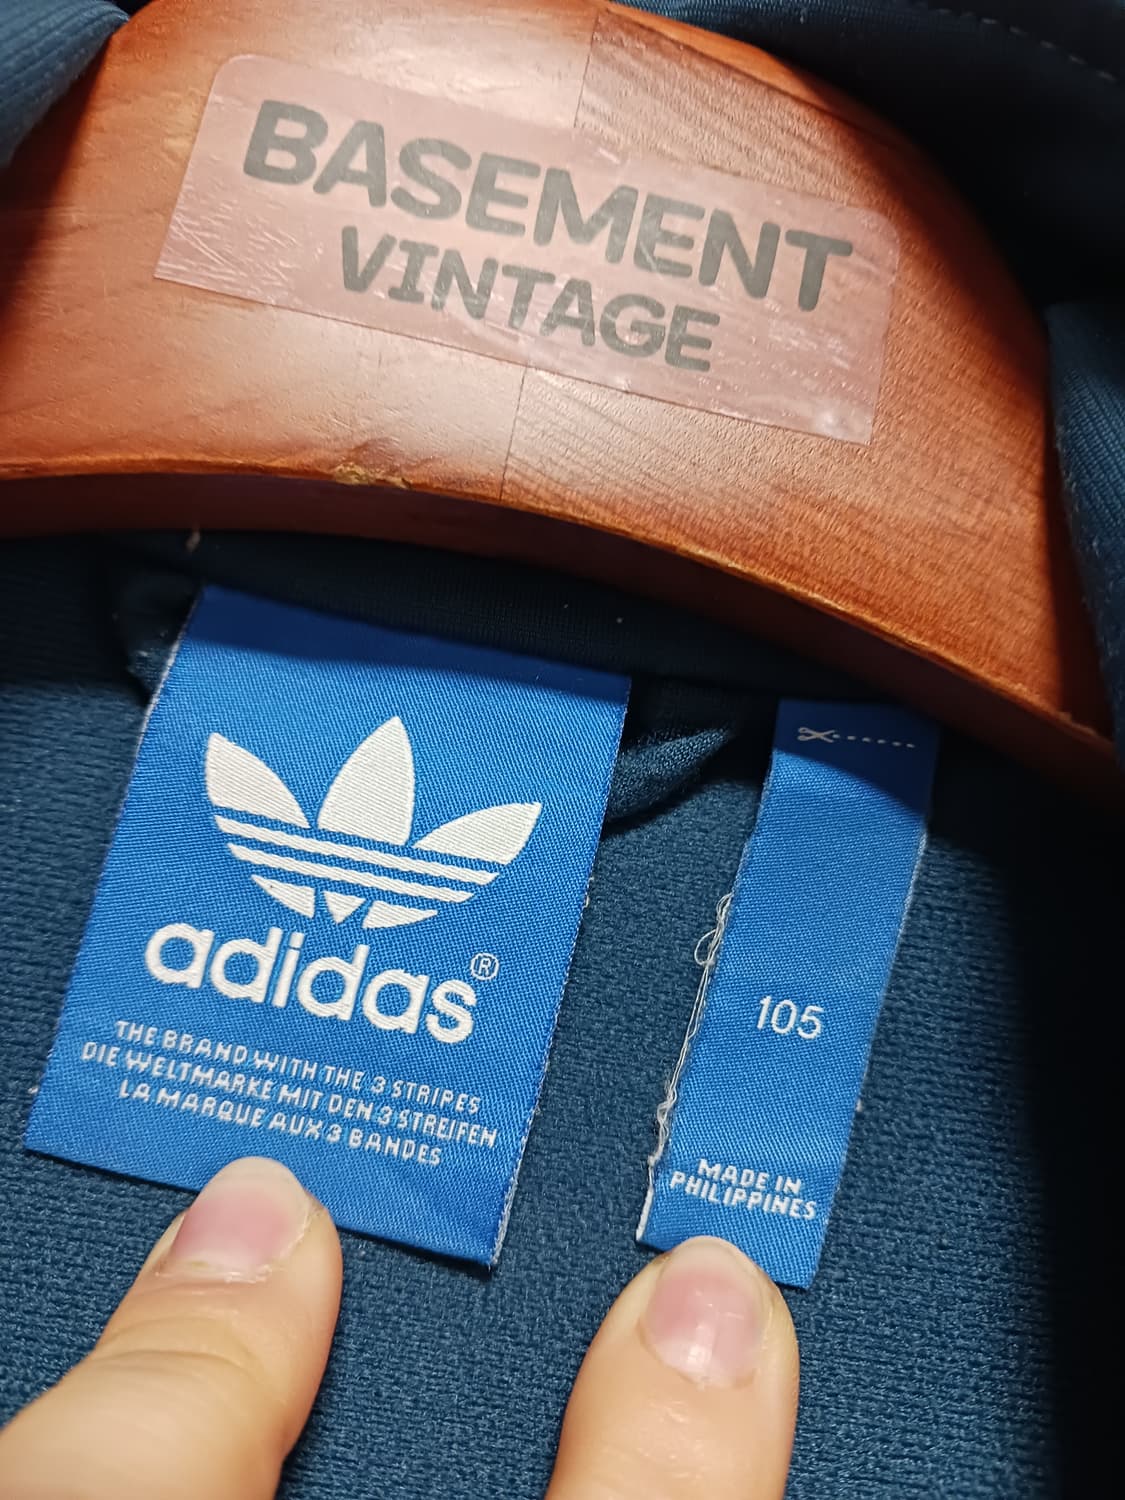 BASEMENT
VINTAGE
adidas®
THE BRAND WITH THE 3 STRIPES
DIE WELTMARKE MIT DEN 3 STREIFEN
LA MARQUE AUX 3 BANDES
105
MADE IN
PHILIPPINES